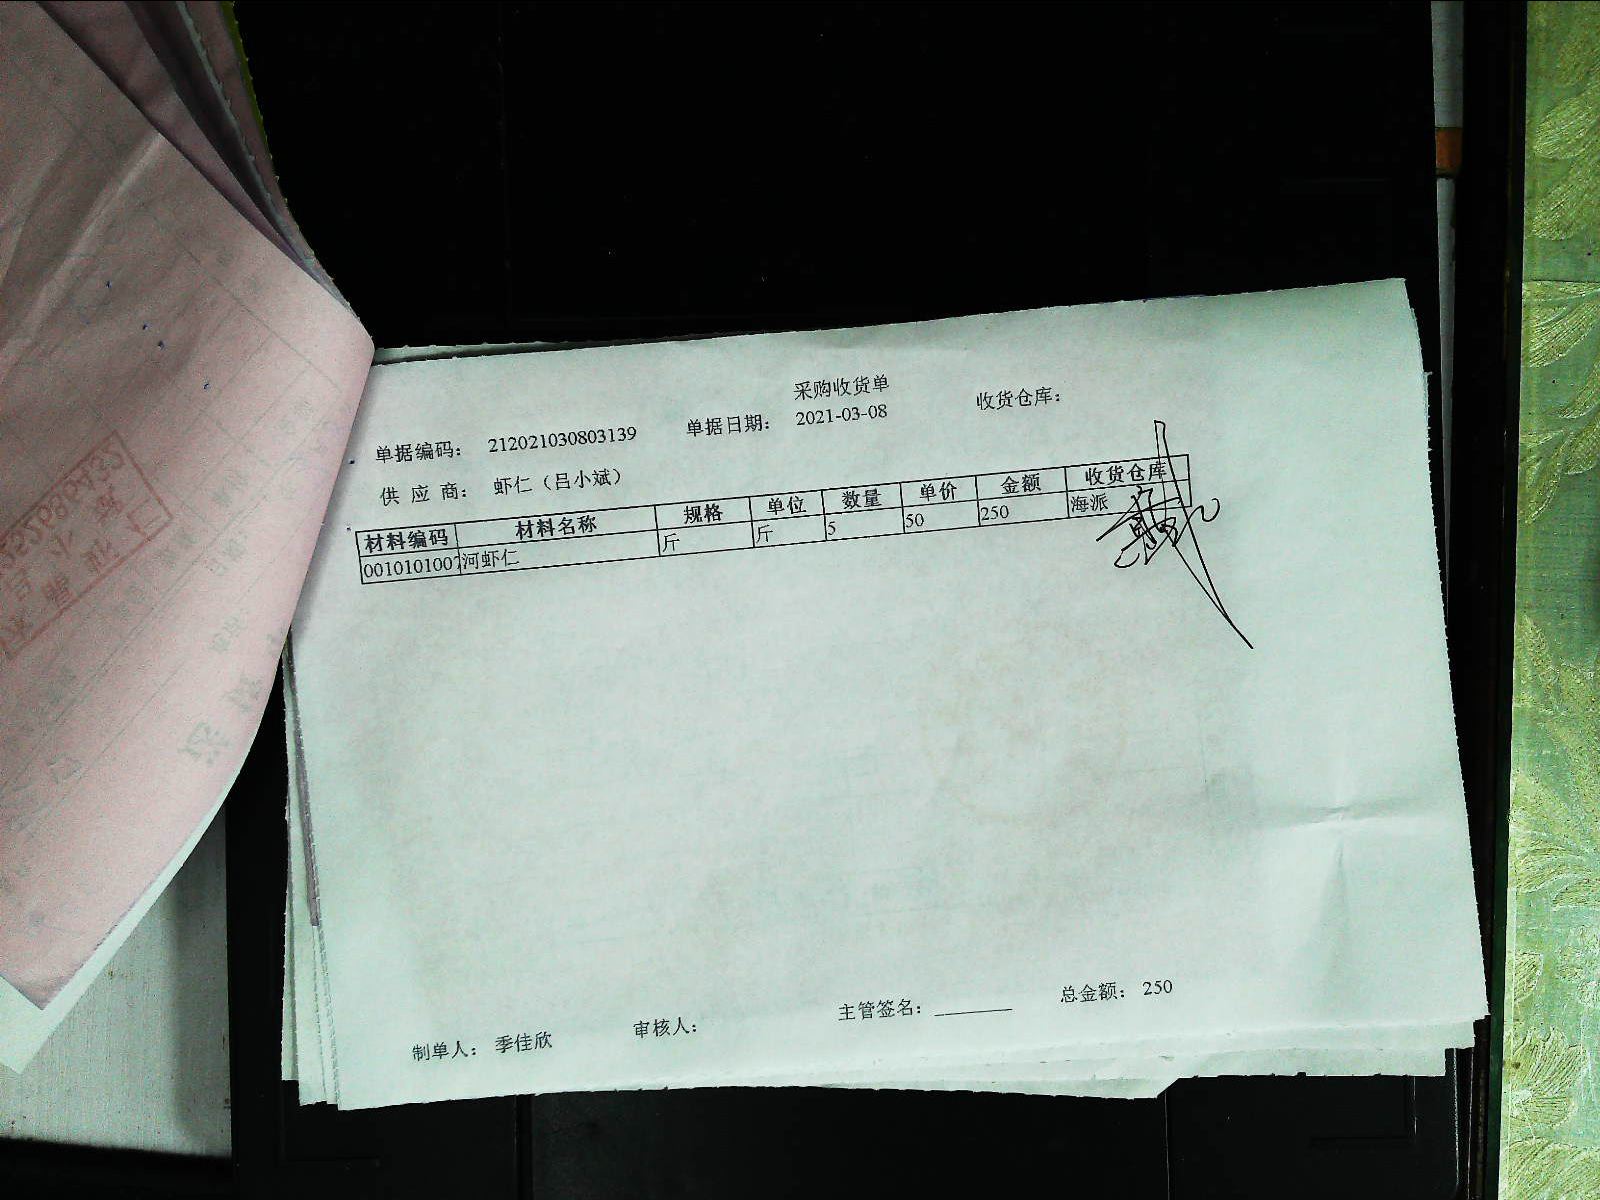 采购收货单
单据编码： 212021030803139 单据日期： 2021-03-08 收货仓库：
供 应 商： 虾仁（吕小斌）
材料编码 材料名称 规格 单位 数量 单价 金额 收货仓库
0010101007 河虾仁 斤 斤 5 50 250 海派
制单人： 季佳欣 审核人： 主管签名： 总金额： 250